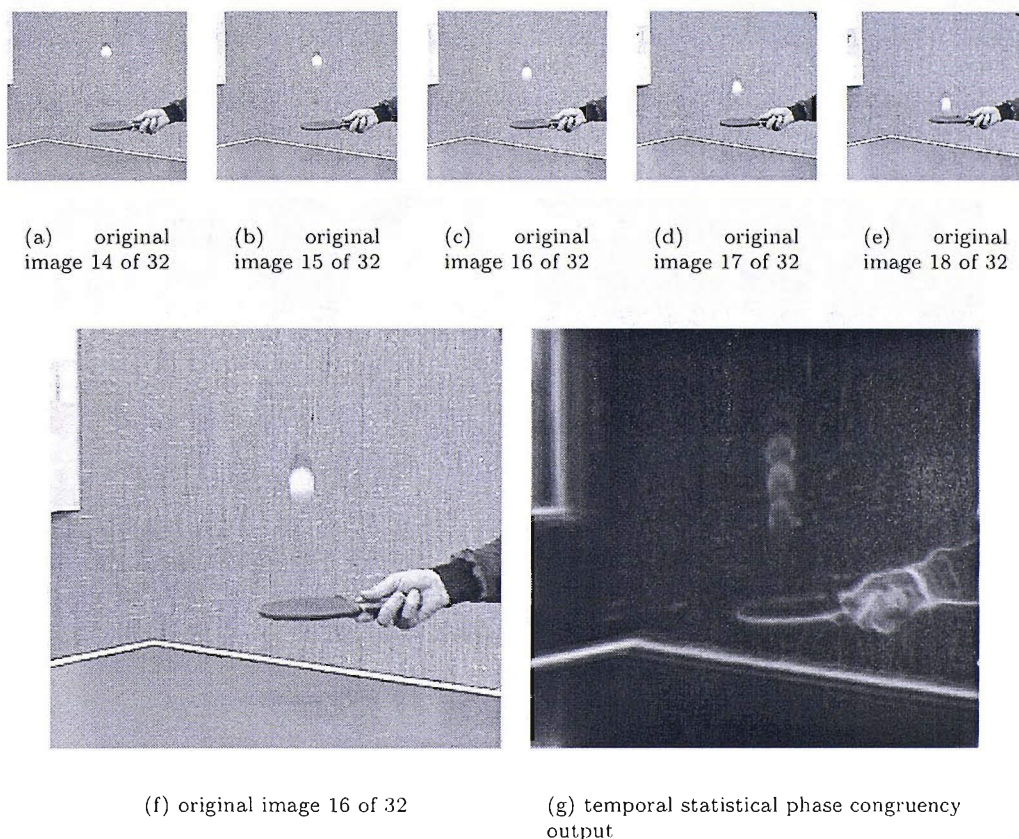 (a) original
image 14 of 32
(b) original
image 15 of 32
(c) original
image 16 of 32
(d) original
image 17 of 32
(e) original
image 18 of 32
(f) original image 16 of 32
(g) temporal statistical phase congruency
output